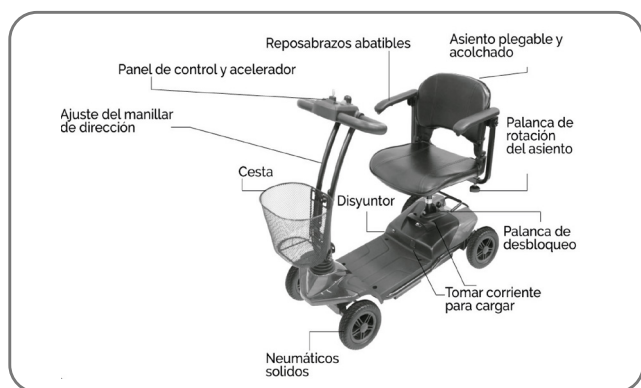 Reposabrazos abatibles
Asiento plegable y
acolchado
Panel de control y acelerador
Ajuste del manillar
de dirección
Palanca de
rotación
del asiento
Cesta
Disyuntor
Palanca de
desbloqueo
Tomar corriente
para cargar
Neumáticos
solidos